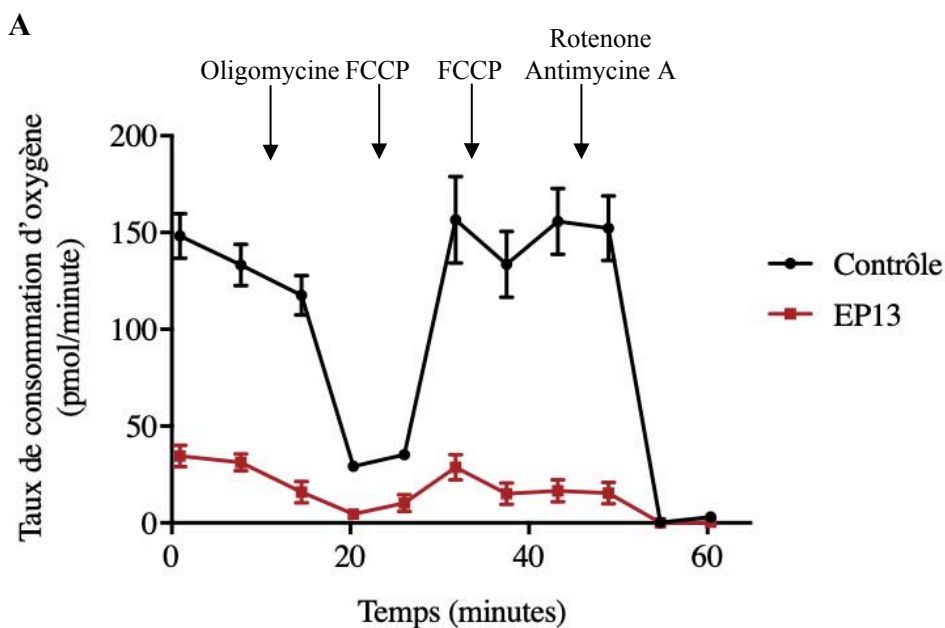 A
Rotenone
Oligomycine FCCP FCCP Antimycine A
Taux de consommation d'oxygène
(pmol/minute)
200
150
100
50
0
Contrôle
EP13
0 20 40 60
Temps (minutes)